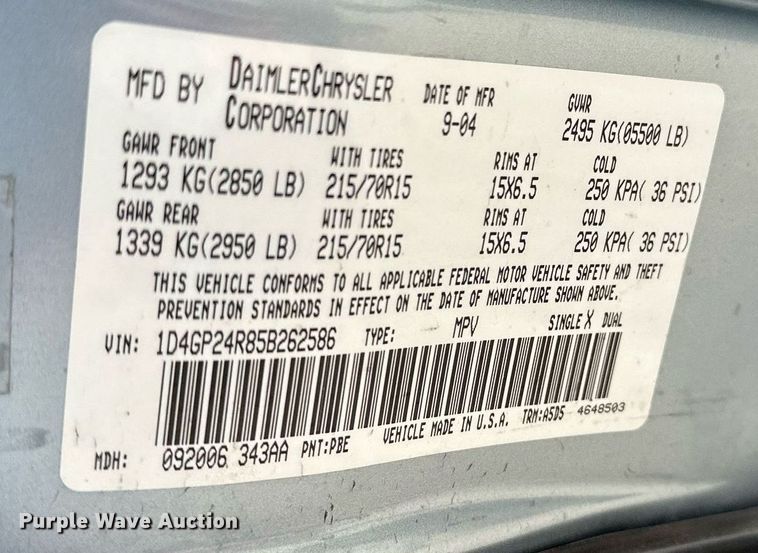 MFD BY DAIMLERCHRYSLER CORPORATION
DATE OF MFR 9-04
GVWR 2495 KG(05500 LB)
GAWR FRONT WITH TIRES RIMS AT COLD
1293 KG(2850 LB) 215/70R15 15X6.5 250 KPA( 36 PSI)
GAWR REAR WITH TIRES RIMS AT COLD
1339 KG(2950 LB) 215/70R15 15X6.5 250 KPA( 36 PSI)
THIS VEHICLE CONFORMS TO ALL APPLICABLE FEDERAL MOTOR VEHICLE SAFETY AND THEFT
PREVENTION STANDARDS IN EFFECT ON THE DATE OF MANUFACTURE SHOWN ABOVE.
VIN: 1D4GP24R85B262586 TYPE: MPV SINGLE X DUAL
MDH: 092006 343AA PNT:PBE VEHICLE MADE IN U.S.A. TRM:A5D5 4648503
Purple Wave Auction